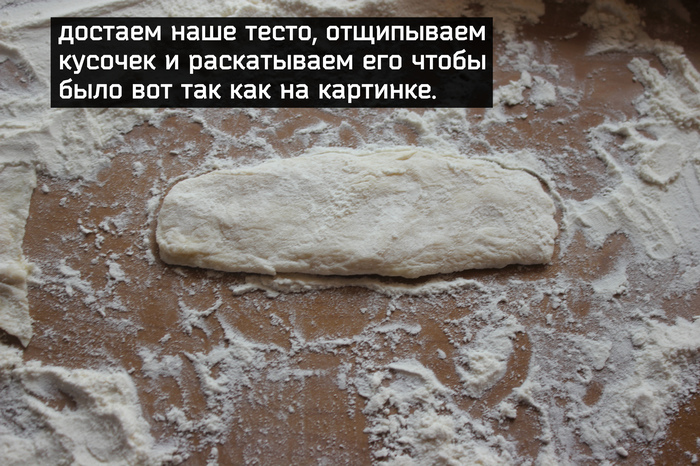 достаем наше тесто, отщипываем
кусочек и раскатываем его чтобы
было вот так как на картинке.